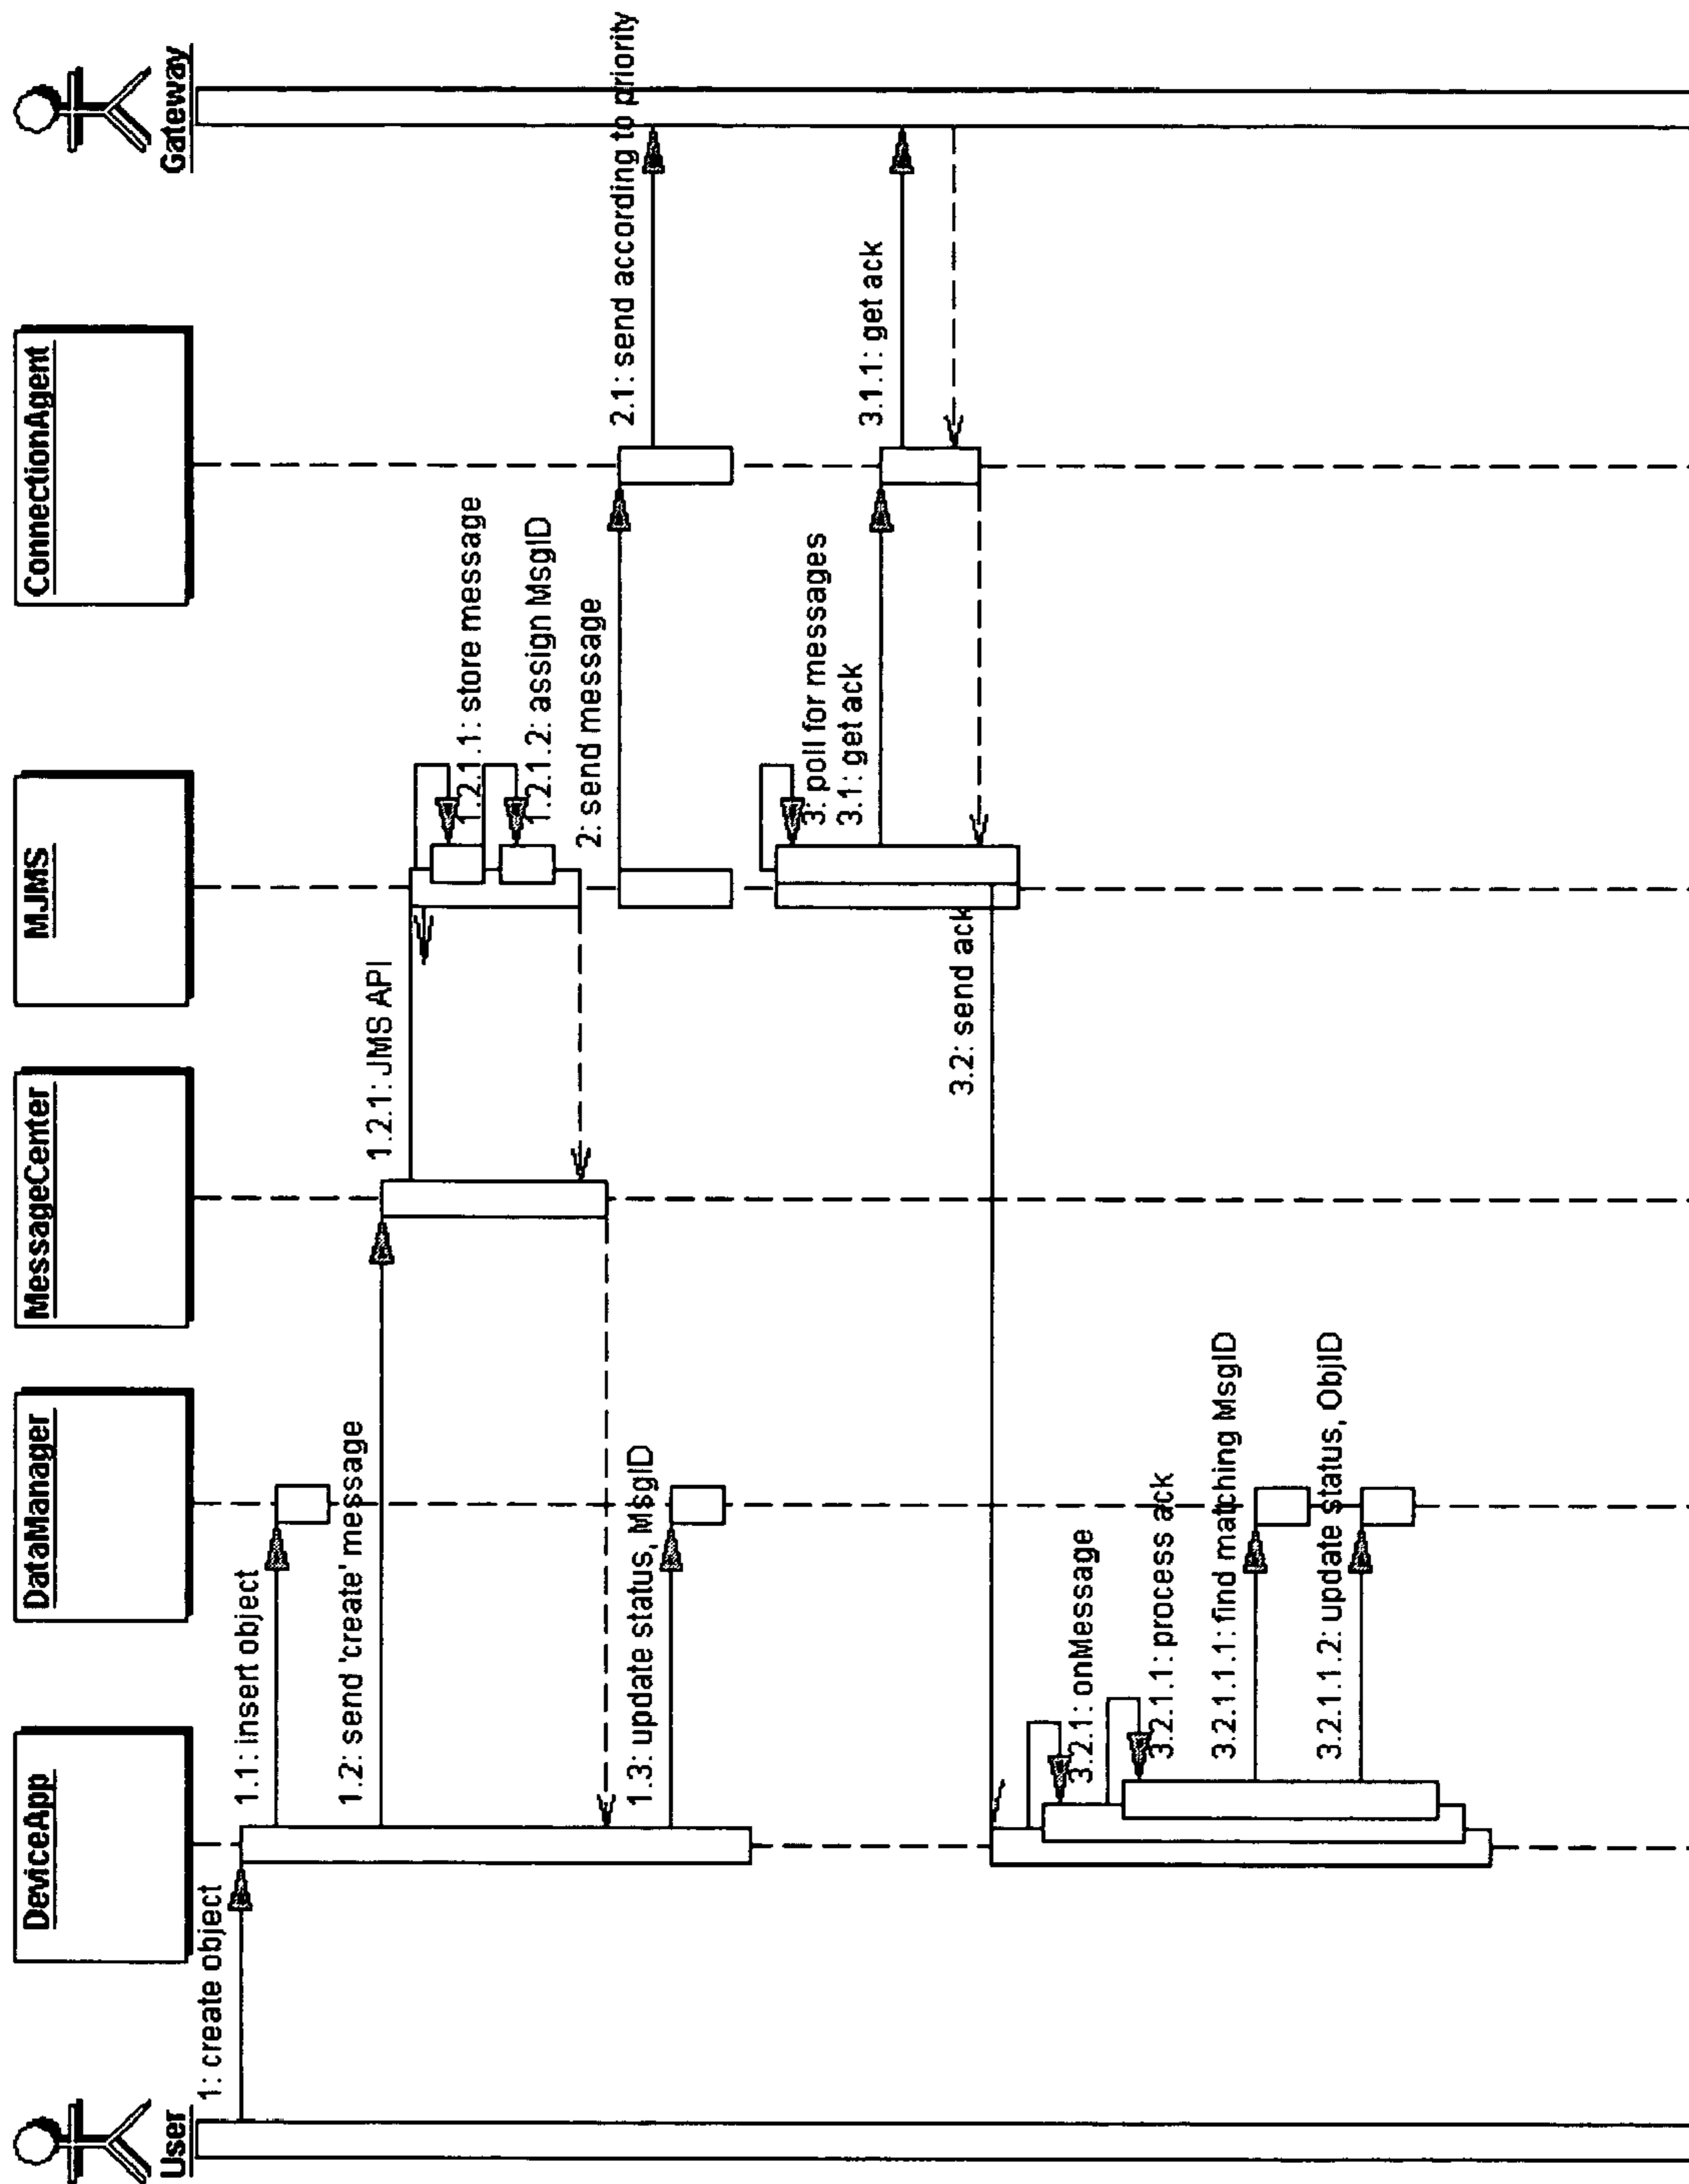 User
DeviceApp
DataManager
MessageCenter
MJMS
ConnectionAgent
Gateway
1: create object
1.1: insert object
1.2: send 'create' message
1.2.1: JMS API
1.2.1.1: store message
1.2.1.2: assign MsgID
2: send message
2.1: send according to priority
1.3: update status, MsgID
3: poll for messages
3.1: get ack
3.1.1: get ack
3.2: send ack
3.2.1: onMessage
3.2.1.1: process ack
3.2.1.1.1: find matching MsgID
3.2.1.1.2: update status, ObjID